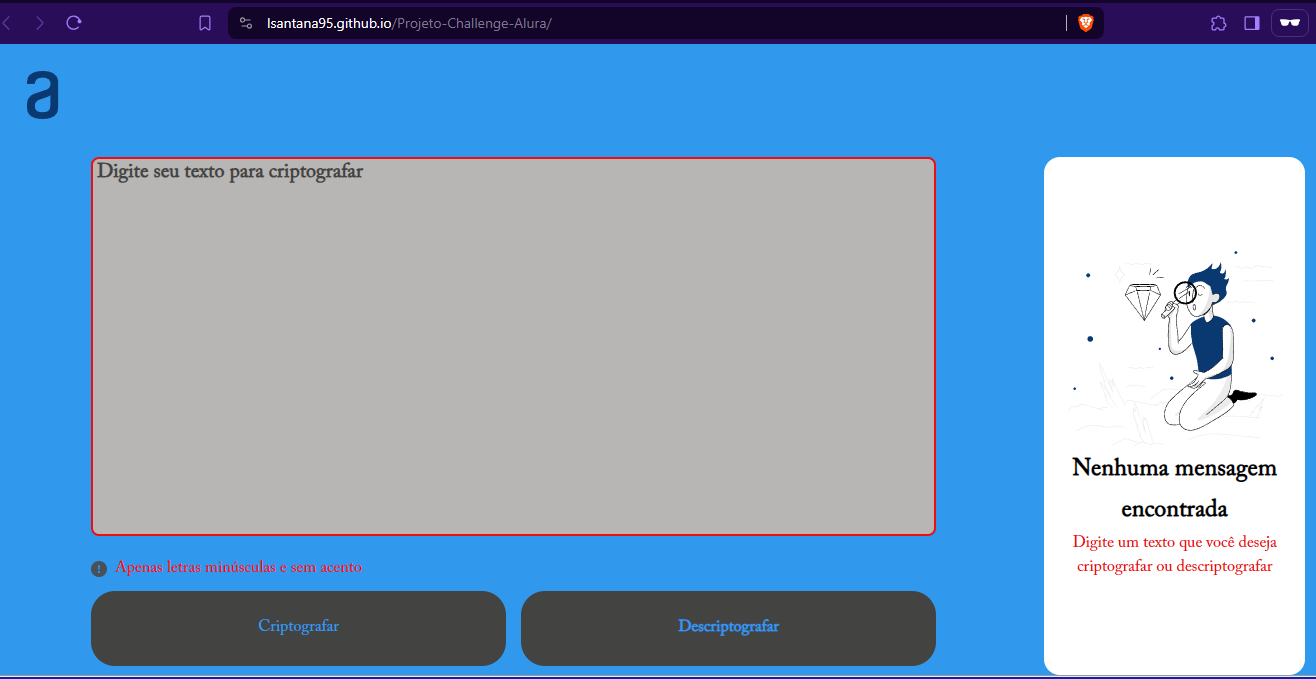 lsantana95.github.io/Projeto-Challenge-Alura/
a
Digite seu texto para criptografar
Apenas letras minúsculas e sem acento
Criptografar
Descriptografar
Nenhuma mensagem
encontrada
Digite um texto que você deseja
criptografar ou descriptografar